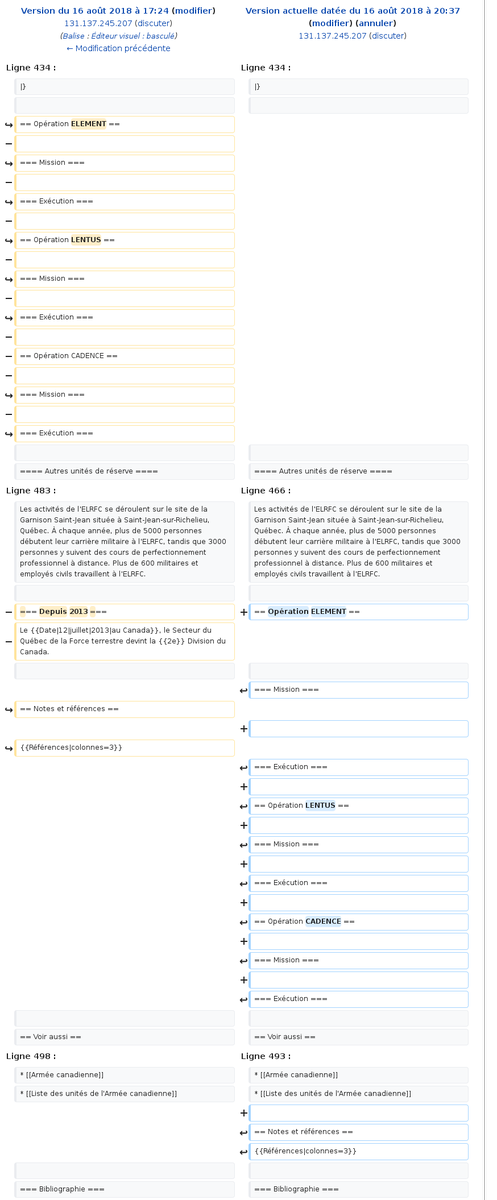 Version du 16 août 2018 à 17:24 (modifier)
131.137.245.207 (discuter)
(Balise : Éditeur visuel : basculé)
← Modification précédente
Version actuelle datée du 16 août 2018 à 20:37
(modifier) (annuler)
131.137.245.207 (discuter)
Ligne 434 :
Ligne 434 :
|}
|}
== Opération ELEMENT ==
=== Mission ===
=== Exécution ===
== Opération LENTUS ==
=== Mission ===
=== Exécution ===
== Opération CADENCE ==
=== Mission ===
=== Exécution ===
==== Autres unités de réserve ====
==== Autres unités de réserve ====
Ligne 483 :
Ligne 466 :
Les activités de l'ELRFC se déroulent sur le site de la
Garnison Saint-Jean située à Saint-Jean-sur-Richelieu,
Québec. À chaque année, plus de 5000 personnes
débutent leur carrière militaire à l'ELRFC, tandis que 3000
personnes y suivent des cours de perfectionnement
professionnel à distance. Plus de 600 militaires et
employés civils travaillent à l'ELRFC.
Les activités de l'ELRFC se déroulent sur le site de la
Garnison Saint-Jean située à Saint-Jean-sur-Richelieu,
Québec. À chaque année, plus de 5000 personnes
débutent leur carrière militaire à l'ELRFC, tandis que 3000
personnes y suivent des cours de perfectionnement
professionnel à distance. Plus de 600 militaires et
employés civils travaillent à l'ELRFC.
==== Depuis 2013 ====
== Opération ELEMENT ==
Le {{Date|12|juillet|2013|au Canada}}, le Secteur du
Québec de la Force terrestre devint la {{2e}} Division du
Canada.
=== Mission ===
== Notes et références ==
{{Références|colonnes=3}}
=== Exécution ===
== Opération LENTUS ==
=== Mission ===
=== Exécution ===
== Opération CADENCE ==
=== Mission ===
=== Exécution ===
== Voir aussi ==
== Voir aussi ==
Ligne 498 :
Ligne 493 :
* [[Armée canadienne]]
* [[Armée canadienne]]
* [[Liste des unités de l'Armée canadienne]]
* [[Liste des unités de l'Armée canadienne]]
== Notes et références ==
{{Références|colonnes=3}}
=== Bibliographie ===
=== Bibliographie ===